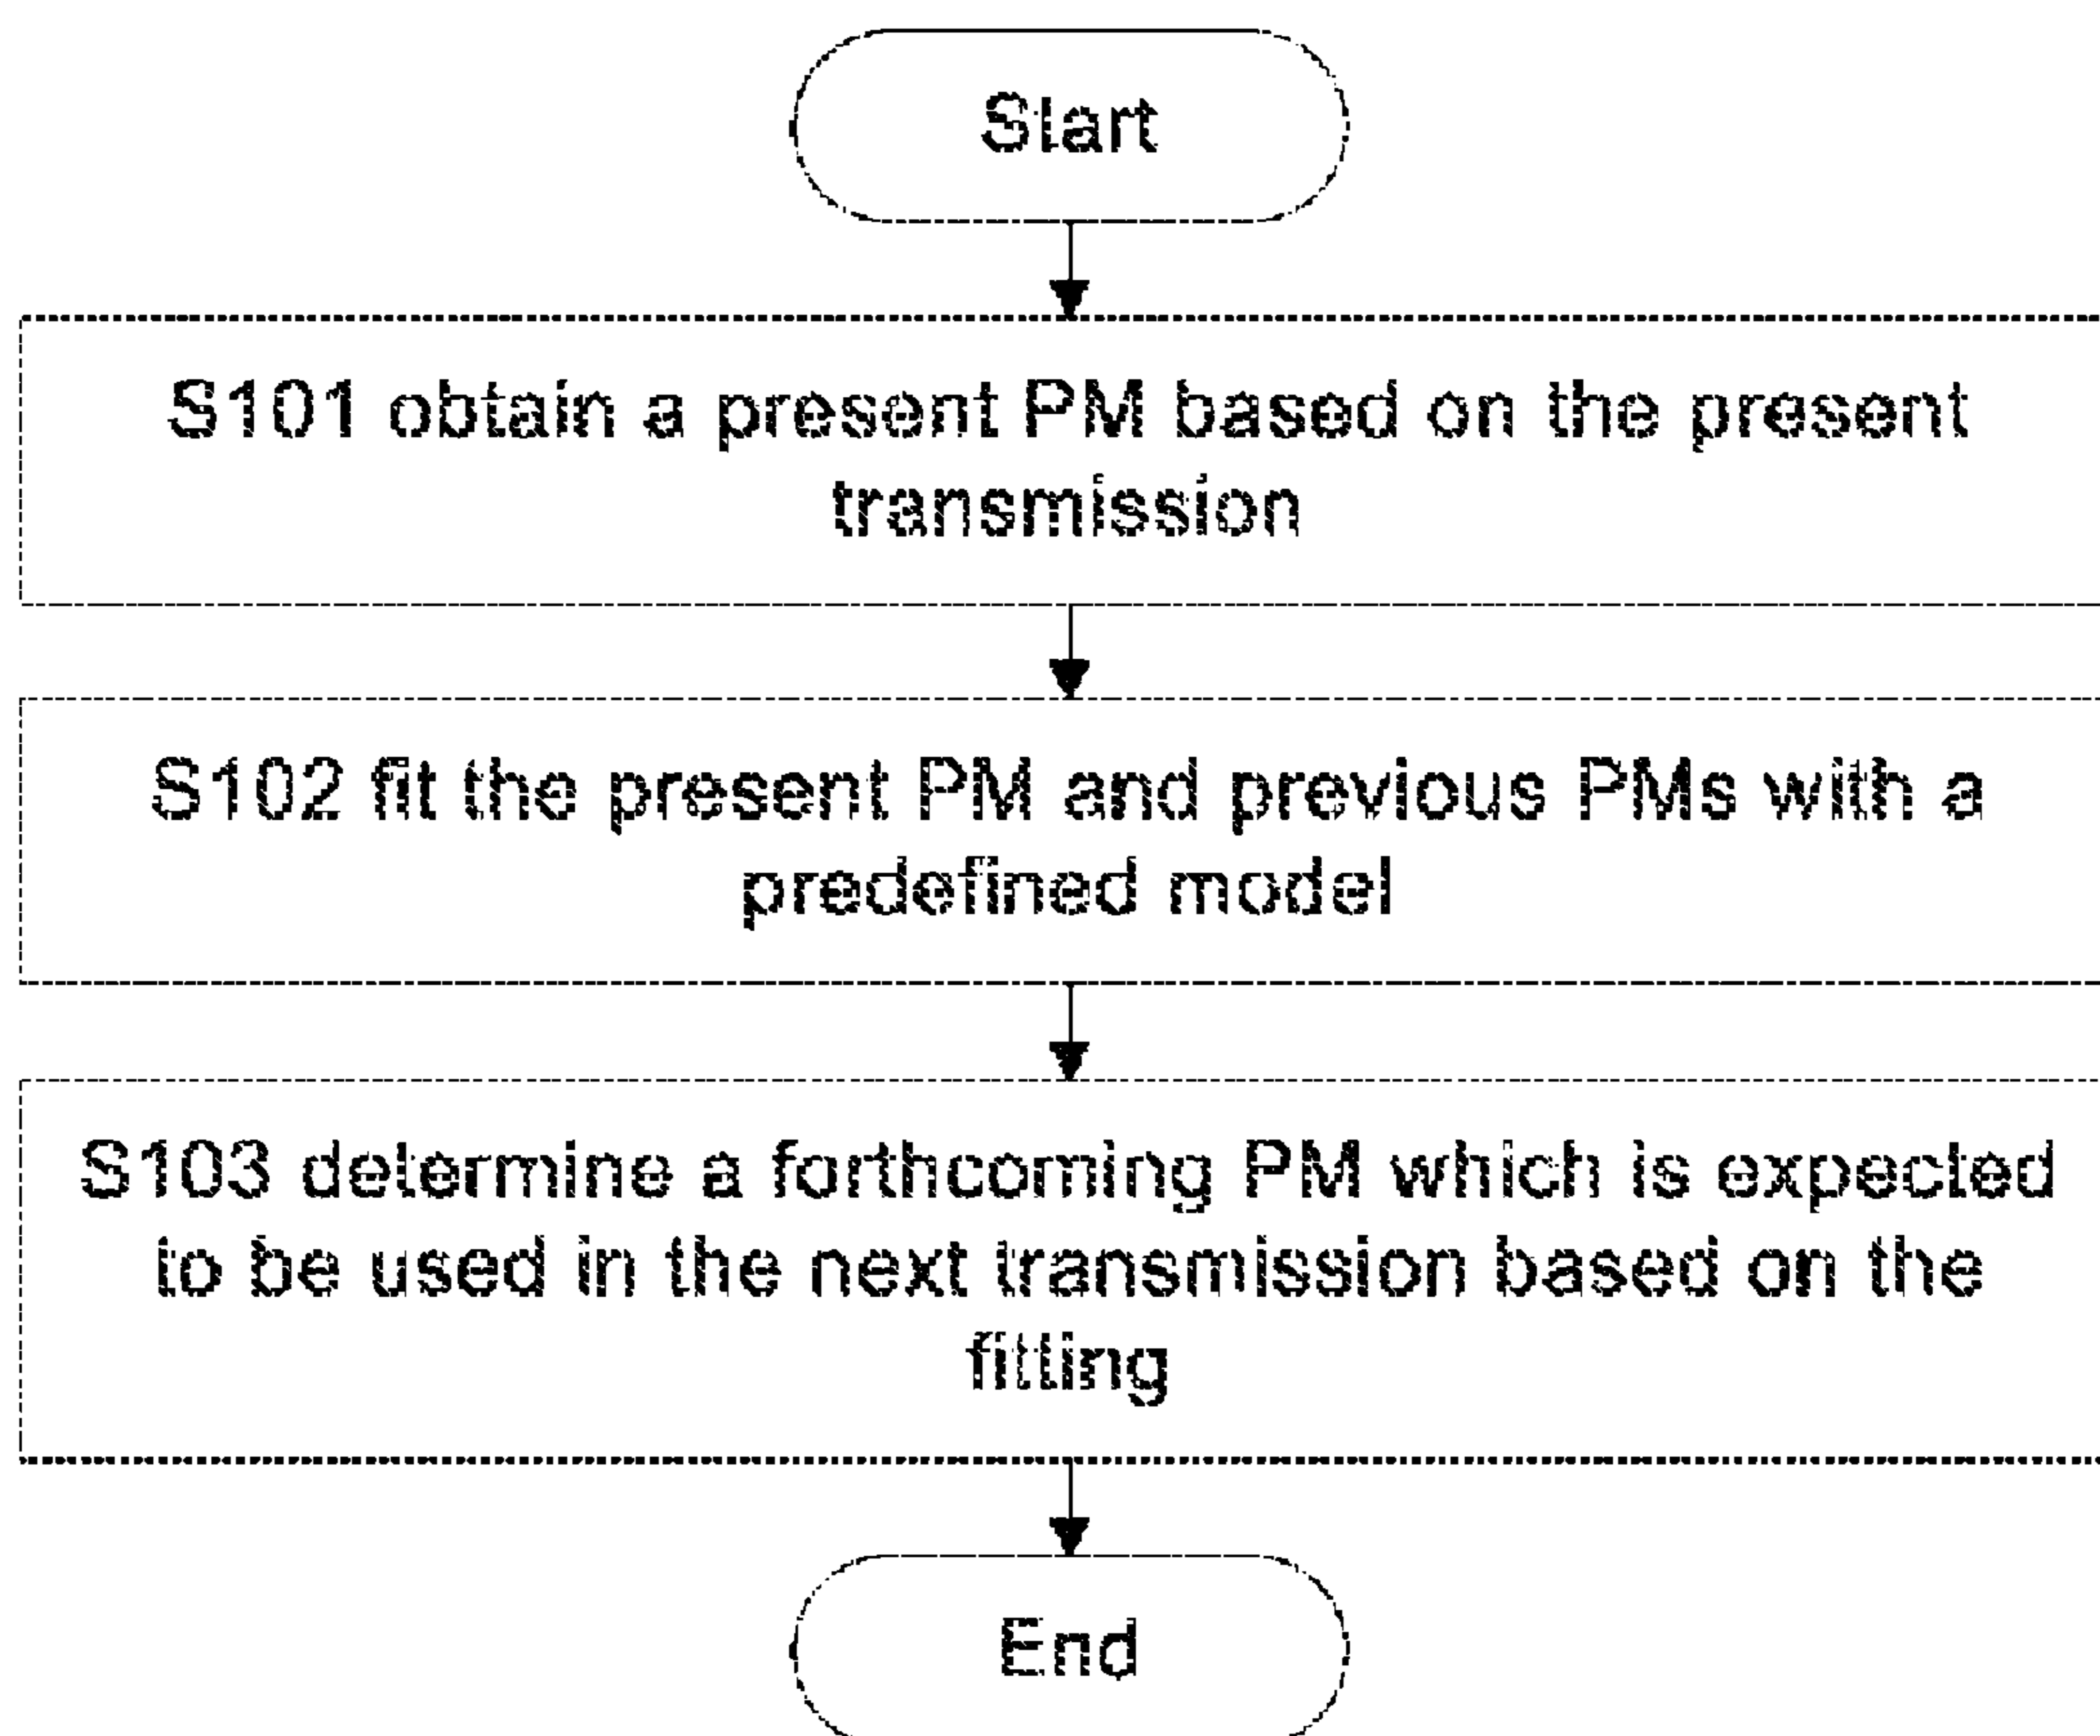 Start
S101 obtain a present PM based on the present
transmission
S102 fit the present PM and previous PMs with a
predefined model
S103 determine a forthcoming PM which is expected
to be used in the next transmission based on the
fitting
End